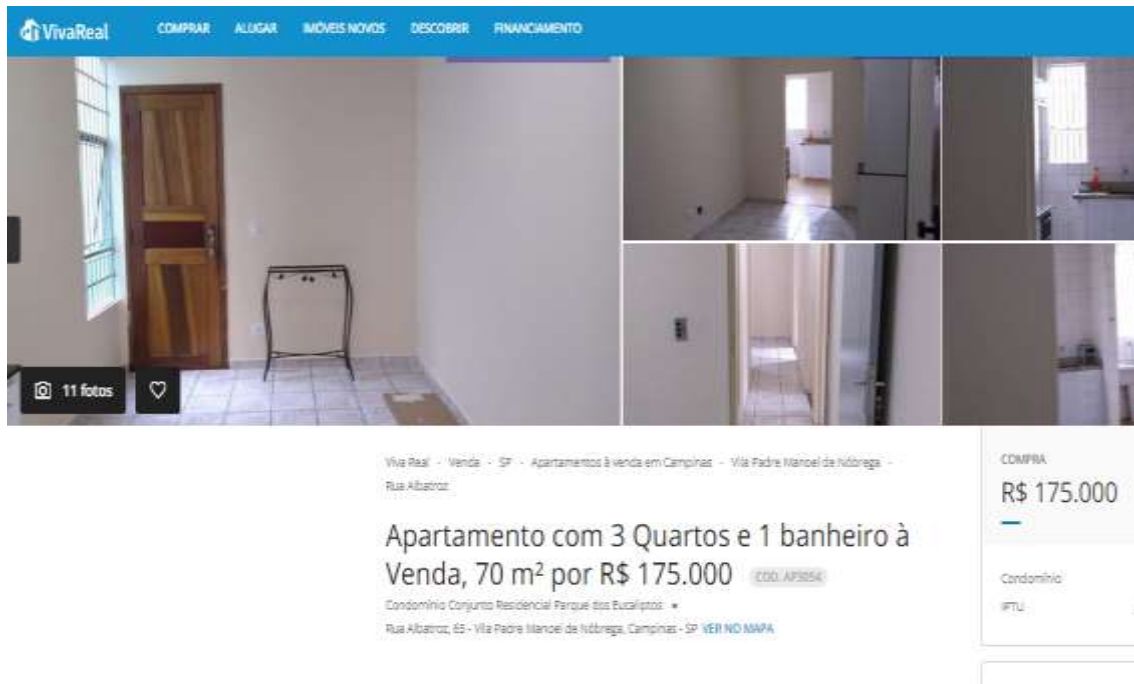 VivaReal COMPRAR ALUGAR IMÓVEIS NOVOS DESCOBRIR FINANCIAMENTO
11 fotos
Viva Real - Venda - SP - Apartamentos à venda em Campinas - Vila Padre Manoel de Nóbrega -
Rua Albatroz
Apartamento com 3 Quartos e 1 banheiro à
Venda, 70 m² por R$ 175.000 COD. AP3054
Condomínio Conjunto Residencial Parque dos Eucaliptos
Rua Albatroz, 65 - Vila Padre Manoel de Nóbrega, Campinas - SP VER NO MAPA
COMPRA
R$ 175.000
Condomínio
IPTU